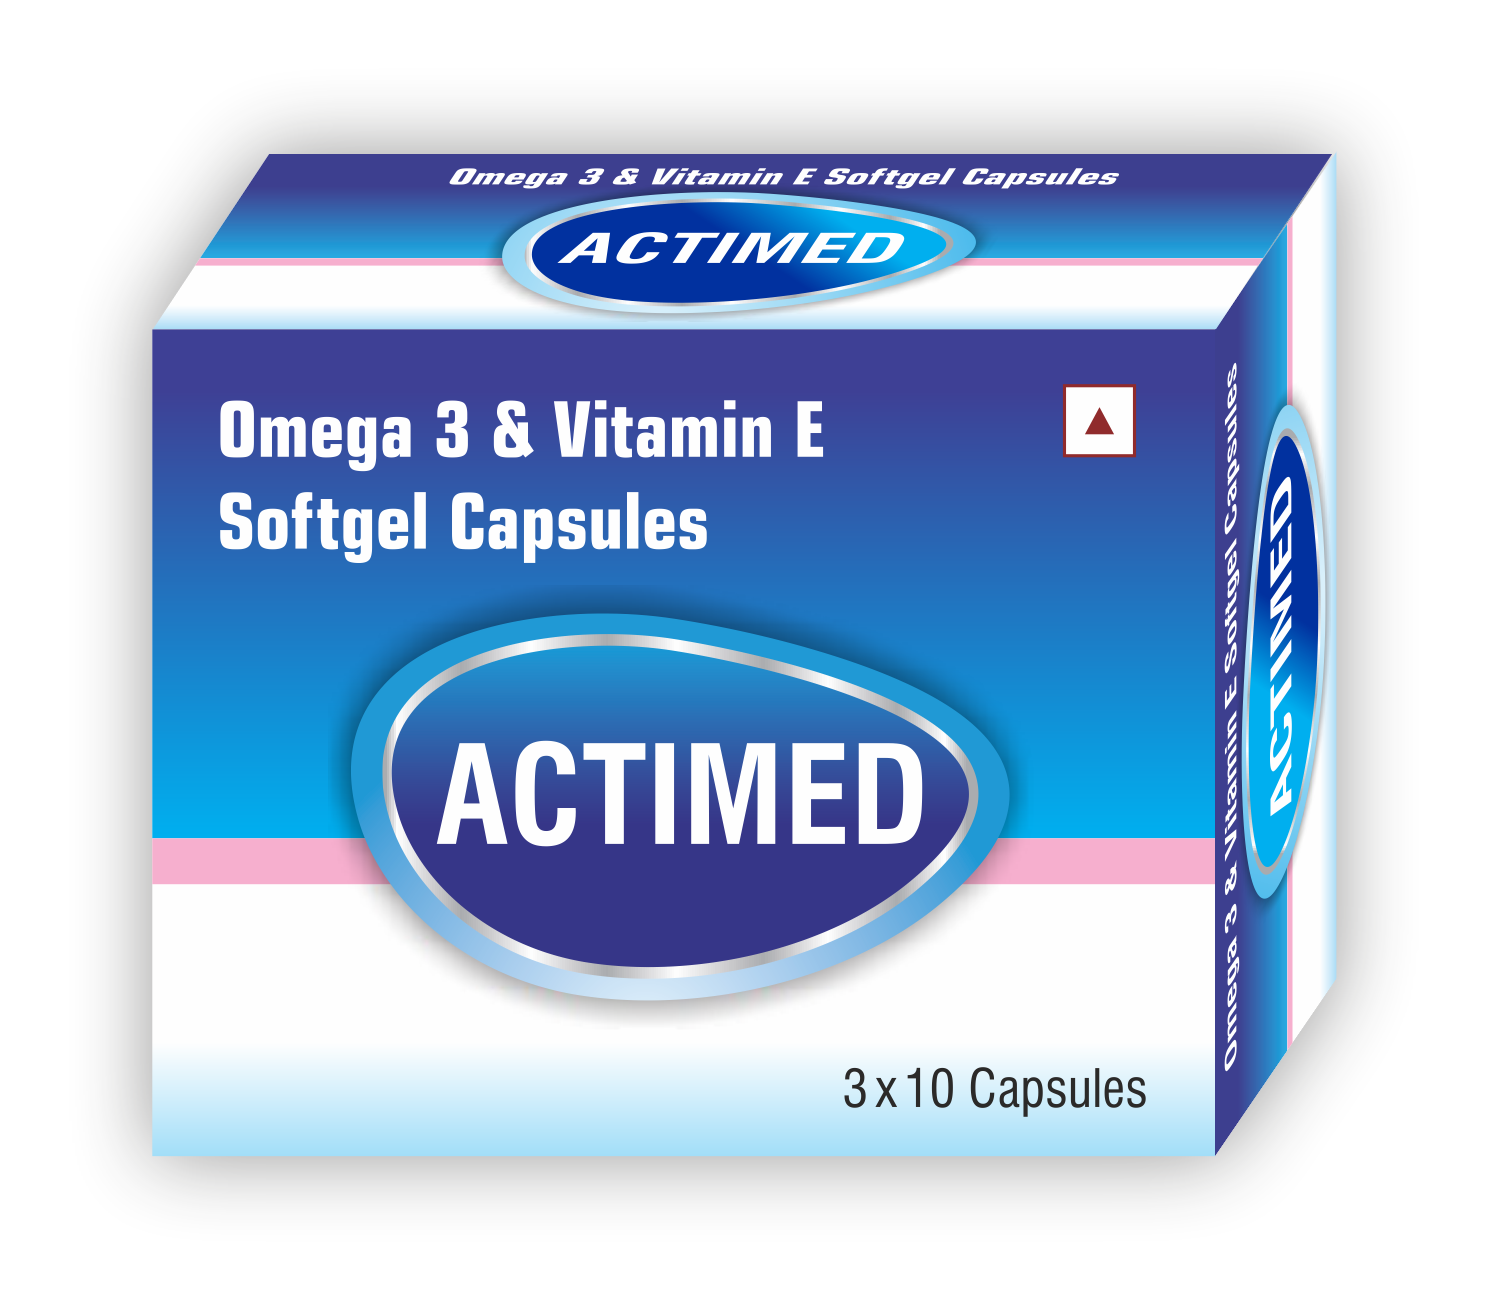 Omega 3 & Vitamin E Softgel Capsules
ACTIMED
Omega 3 & Vitamin E
Softgel Capsules
ACTIMED
3 x 10 Capsules
Omega 3 & Vitamin E Softgel Capsules
ACTIMED